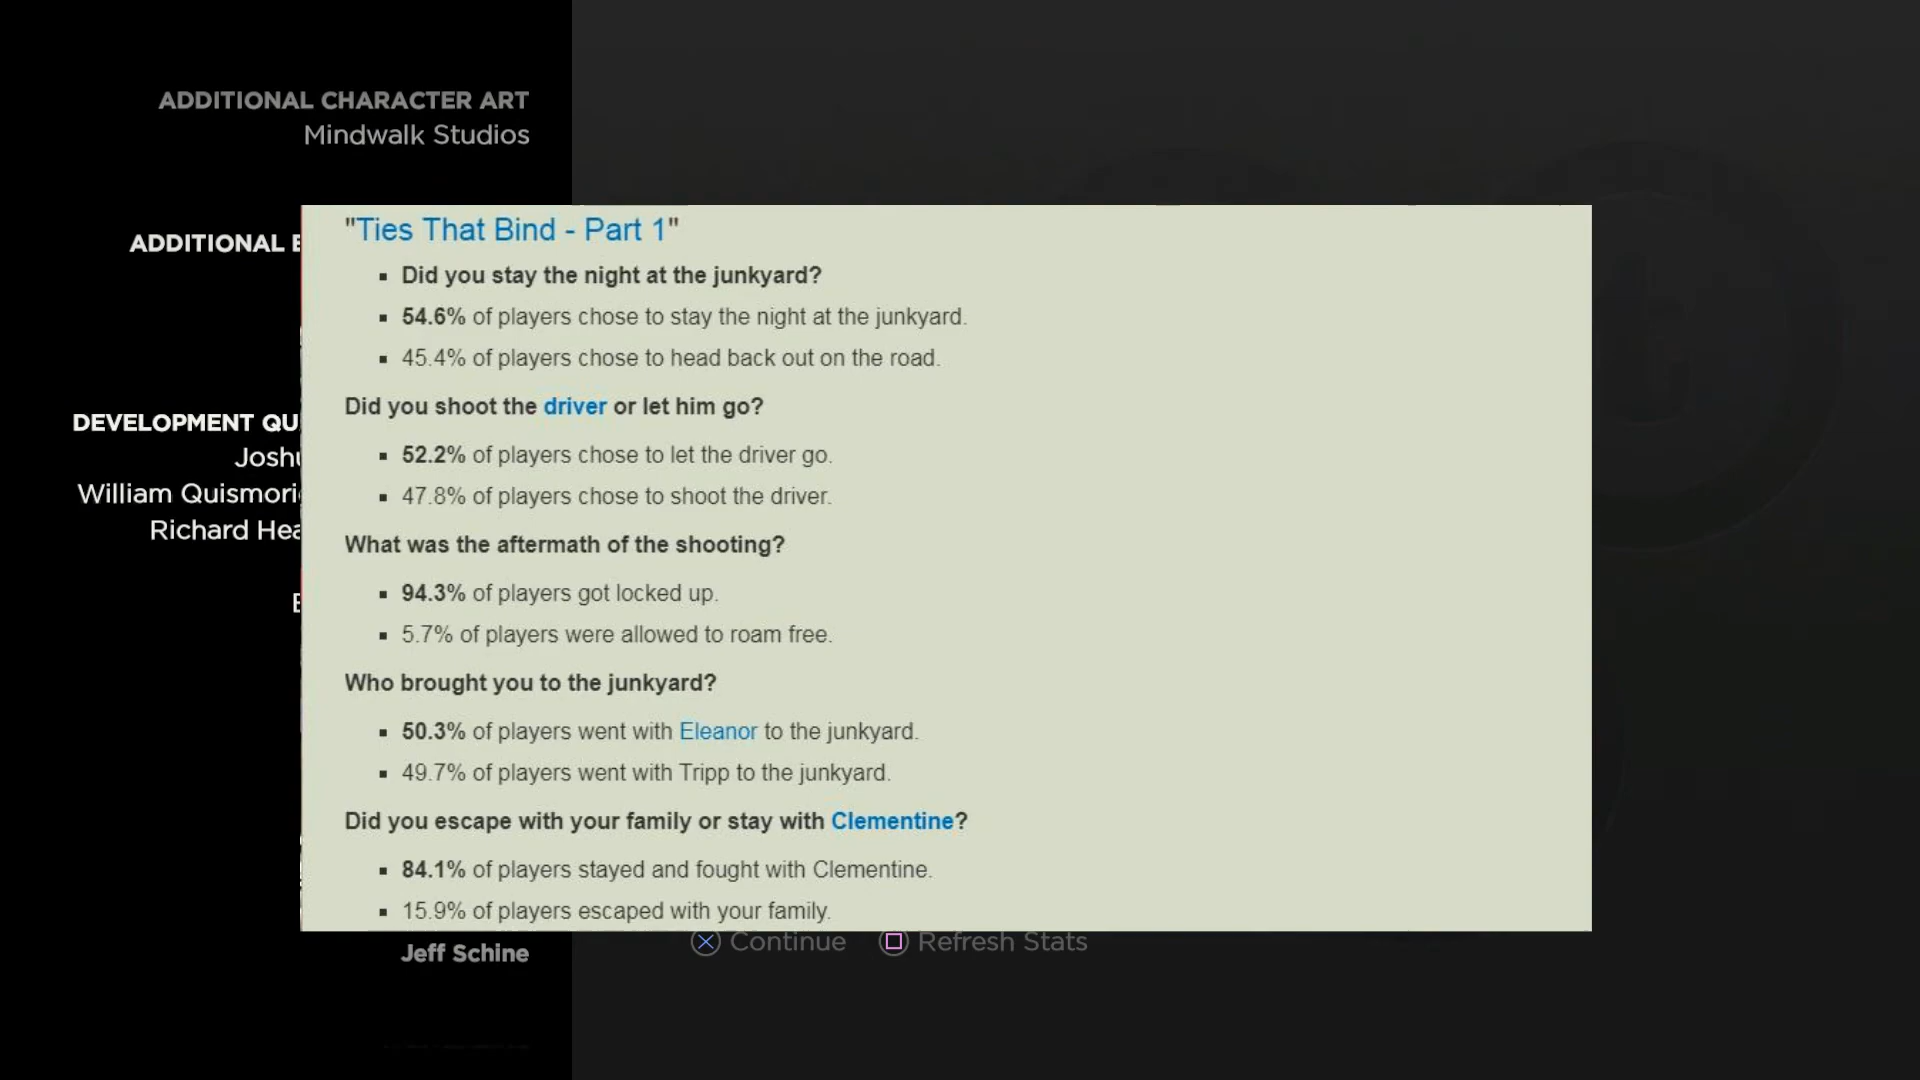 ADDITIONAL CHARACTER ART
Mindwalk Studios
ADDITIONAL
DEVELOPMENT
William
Richard
Jeff Schine
"Ties That Bind - Part 1"
▪ Did you stay the night at the junkyard?
▪ 54.6% of players chose to stay the night at the junkyard.
▪ 45.4% of players chose to head back out on the road.
Did you shoot the driver or let him go?
▪ 52.2% of players chose to let the driver go.
▪ 47.8% of players chose to shoot the driver.
What was the aftermath of the shooting?
▪ 94.3% of players got locked up.
▪ 5.7% of players were allowed to roam free.
Who brought you to the junkyard?
▪ 50.3% of players went with Eleanor to the junkyard.
▪ 49.7% of players went with Tripp to the junkyard.
Did you escape with your family or stay with Clementine?
▪ 84.1% of players stayed and fought with Clementine.
▪ 15.9% of players escaped with your family.
Continue Refresh Stats